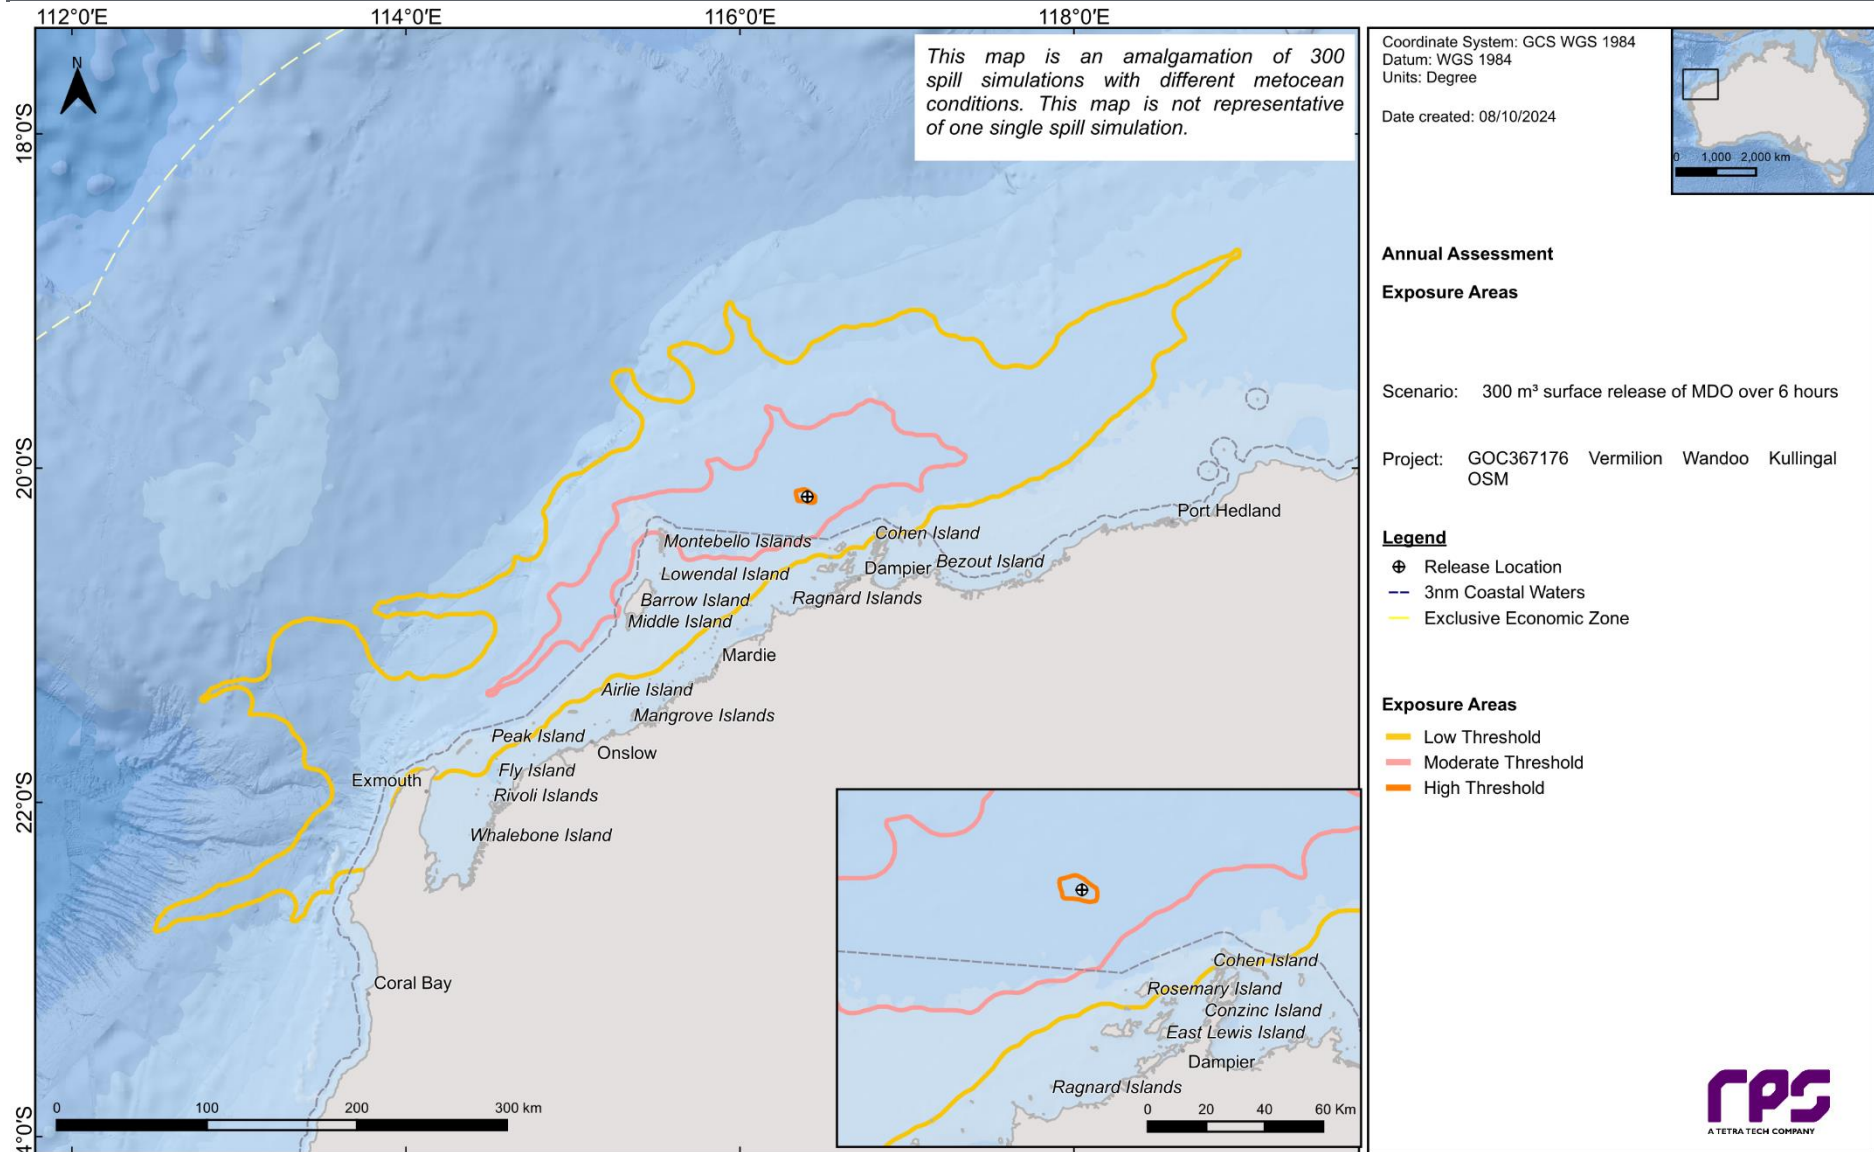 112°0'E
114°0'E
116°0'E
118°0'E
18°0'S
20°0'S
22°0'S
4°0'S
N
This map is an amalgamation of 300
spill simulations with different metocean
conditions. This map is not representative
of one single spill simulation.
Port Hedland
Cohen Island
Montebello Islands
Bezout Island
Dampier
Lowendal Island
Ragnard Islands
Barrow Island
Middle Island
Mardie
Airlie Island
Mangrove Islands
Peak Island
Onslow
Fly Island
Exmouth
Rivoli Islands
Whalebone Island
Coral Bay
0 100 200 300 km
Cohen Island
Rosemary Island
Conzinc Island
East Lewis Island
Dampier
Ragnard Islands
0 20 40 60 Km
Coordinate System: GCS WGS 1984
Datum: WGS 1984
Units: Degree
Date created: 08/10/2024
0 1,000 2,000 km
Annual Assessment
Exposure Areas
Scenario: 300 m³ surface release of MDO over 6 hours
Project: GOC367176 Vermilion Wandoo Kullingal
OSM
Legend
Release Location
3nm Coastal Waters
Exclusive Economic Zone
Exposure Areas
Low Threshold
Moderate Threshold
High Threshold
rps
A TETRA TECH COMPANY